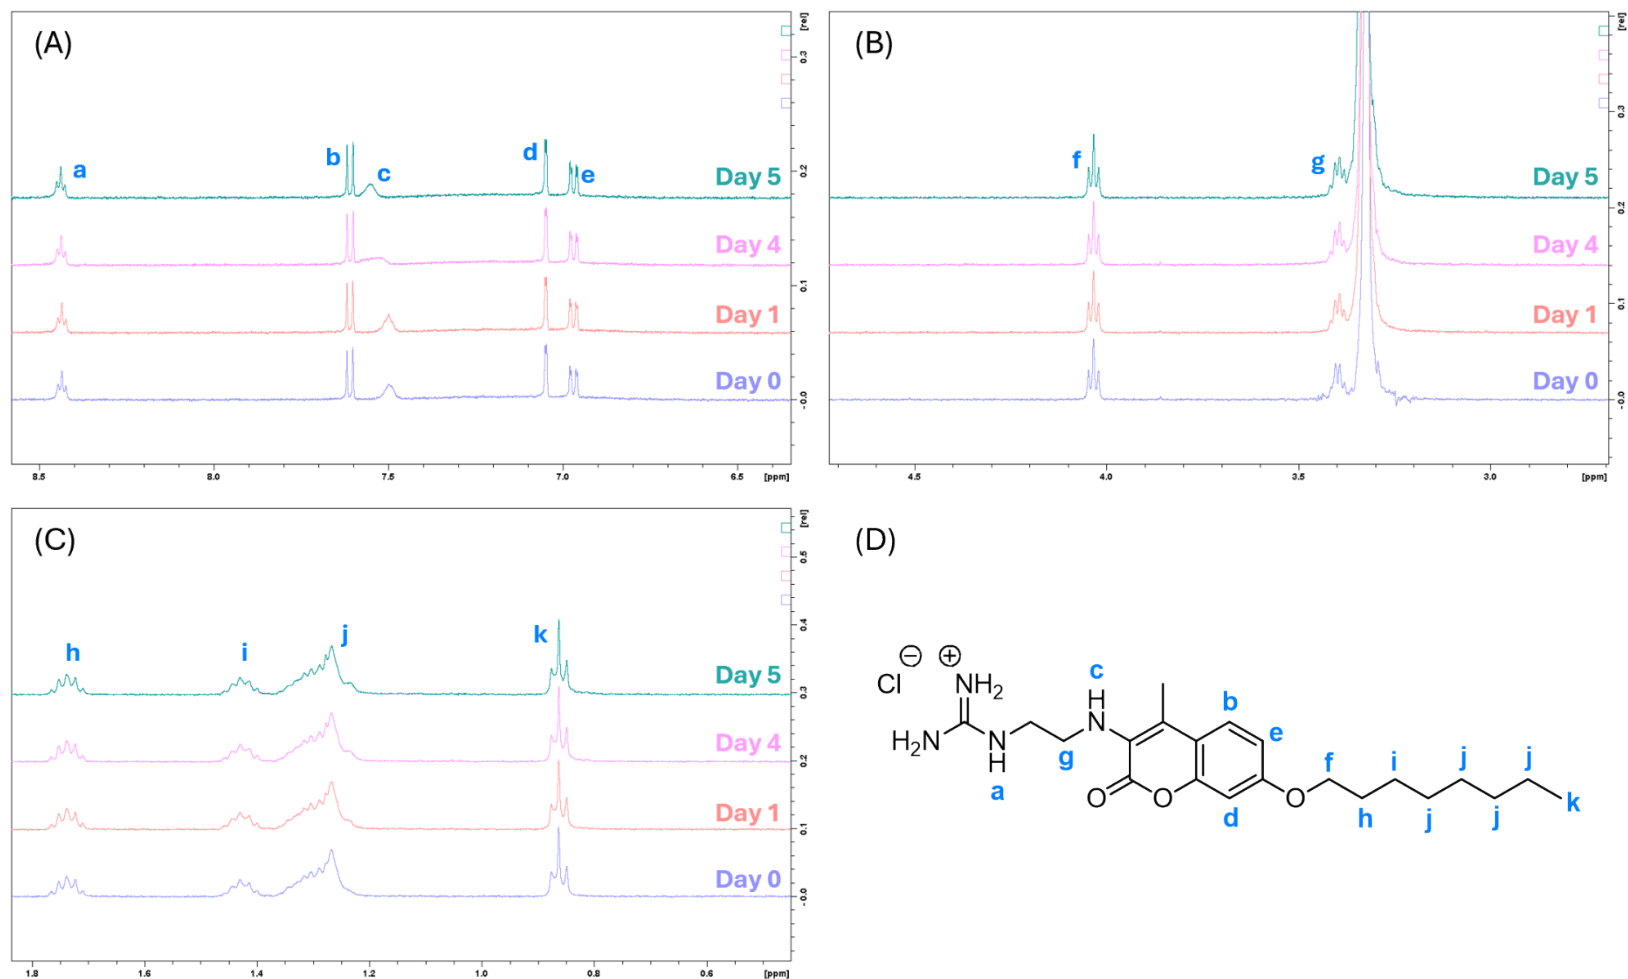 (A)
[rel]
0.3
0.2
0.1
-0.0
a
b
c
d
e
Day 5
Day 4
Day 1
Day 0
8.5 8.0 7.5 7.0 6.5 [ppm]
(B)
[rel]
0.3
0.2
0.1
-0.0
f
g
Day 5
Day 4
Day 1
Day 0
4.5 4.0 3.5 3.0 [ppm]
(C)
[rel]
0.5
0.4
0.3
0.2
0.1
-0.0
h
i
j
k
Day 5
Day 4
Day 1
Day 0
1.8 1.6 1.4 1.2 1.0 0.8 0.6 [ppm]
(D)
Cl
NH2
H2N
N
H
a
g
c
H
N
O
O
b
e
d
O
f
h
i
j
j
j
j
k